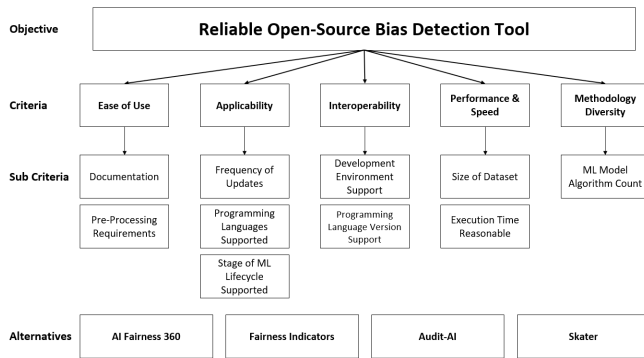 Objective
Reliable Open-Source Bias Detection Tool
Criteria
Ease of Use
Applicability
Interoperability
Performance &
Speed
Methodology
Diversity
Sub Criteria
Documentation
Frequency of
Updates
Development
Environment
Support
Size of Dataset
ML Model
Algorithm Count
Pre-Processing
Requirements
Programming
Languages
Supported
Programming
Language Version
Support
Execution Time
Reasonable
Stage of ML
Lifecycle
Supported
Alternatives
AI Fairness 360
Fairness Indicators
Audit-AI
Skater